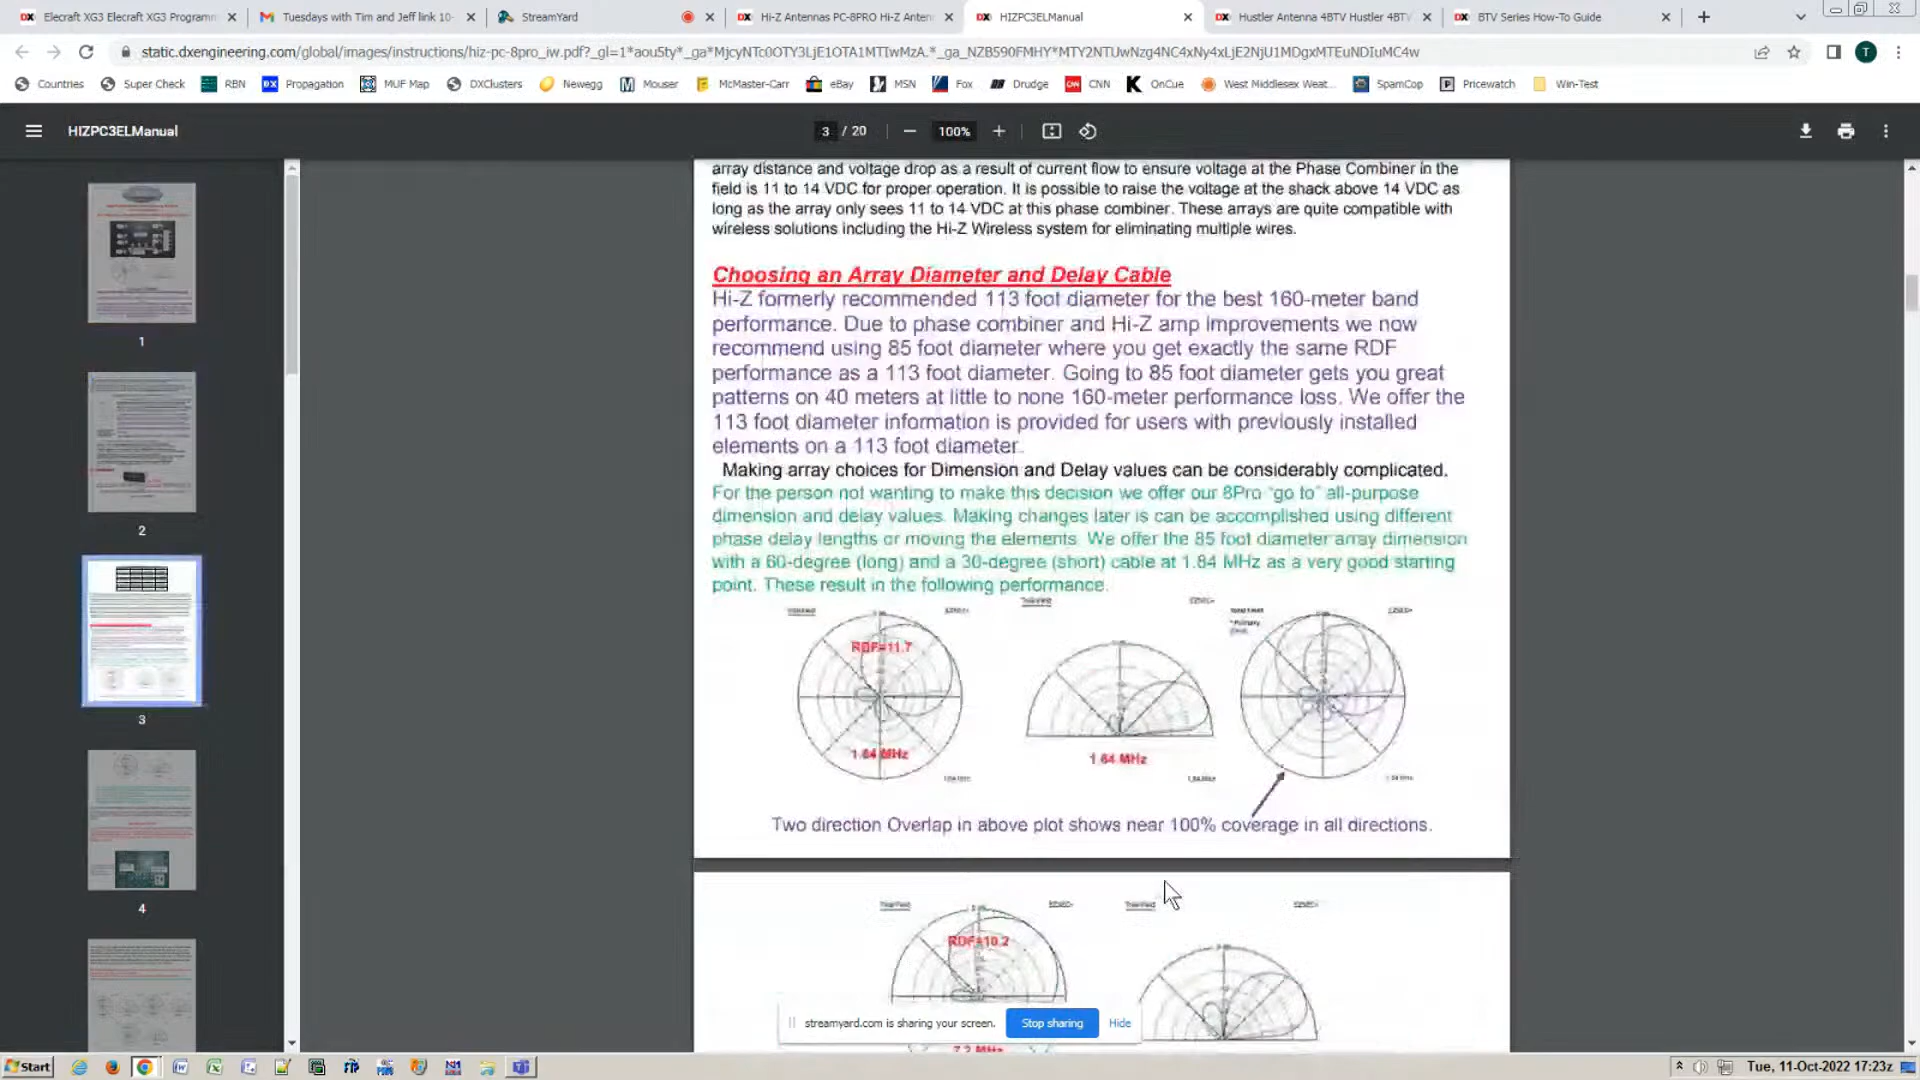 Elecraft XG3 Elecraft XG3 Programm
Tuesdays with Tim and Jeff link 10-
StreamYard
Hi-Z Antennas PC-8PRO Hi-Z Anten
HIZPC3ELManual
Hustler Antenna 4BTV Hustler 4BTV
BTV Series How-To Guide
static.dxengineering.com/global/images/instructions/hiz-pc-8pro_iw.pdf?_gl=1*aou5ty*_ga*MjcyNTc0OTY3LjE1OTA1MTIwMzA.*_ga_NZB590FMHY*MTY2NTUwNzg4NC4xNy4xLjE2NjU1MDgxMTEuNDIuMC4w
T
Countries
Super Check
RBN
Propagation
MUF Map
DXClusters
Newegg
Mouser
McMaster-Carr
eBay
MSN
Fox
Drudge
CNN
OnCue
West Middlesex Weat...
SpamCop
Pricewatch
Win-Test
HIZPC3ELManual
3 / 20
100%
1
2
3
4
array distance and voltage drop as a result of current flow to ensure voltage at the Phase Combiner in the
field is 11 to 14 VDC for proper operation. It is possible to raise the voltage at the shack above 14 VDC as
long as the array only sees 11 to 14 VDC at this phase combiner. These arrays are quite compatible with
wireless solutions including the Hi-Z Wireless system for eliminating multiple wires.
Choosing an Array Diameter and Delay Cable
Hi-Z formerly recommended 113 foot diameter for the best 160-meter band
performance. Due to phase combiner and Hi-Z amp improvements we now
recommend using 85 foot diameter where you get exactly the same RDF
performance as a 113 foot diameter. Going to 85 foot diameter gets you great
patterns on 40 meters at little to none 160-meter performance loss. We offer the
113 foot diameter information is provided for users with previously installed
elements on a 113 foot diameter.
Making array choices for Dimension and Delay values can be considerably complicated.
For the person not wanting to make this decision we offer our 8Pro "go to" all-purpose
dimension and delay values. Making changes later is can be accomplished using different
phase delay lengths or moving the elements. We offer the 85 foot diameter array dimension
with a 60-degree (long) and a 30-degree (short) cable at 1.84 MHz as a very good starting
point. These result in the following performance.
RDF=11.7
1.84 MHz
1.84 MHz
Two direction Overlap in above plot shows near 100% coverage in all directions.
RDF=10.2
7.2 MHz
streamyard.com is sharing your screen.
Stop sharing
Hide
Start
Tue, 11-Oct-2022 17:23z